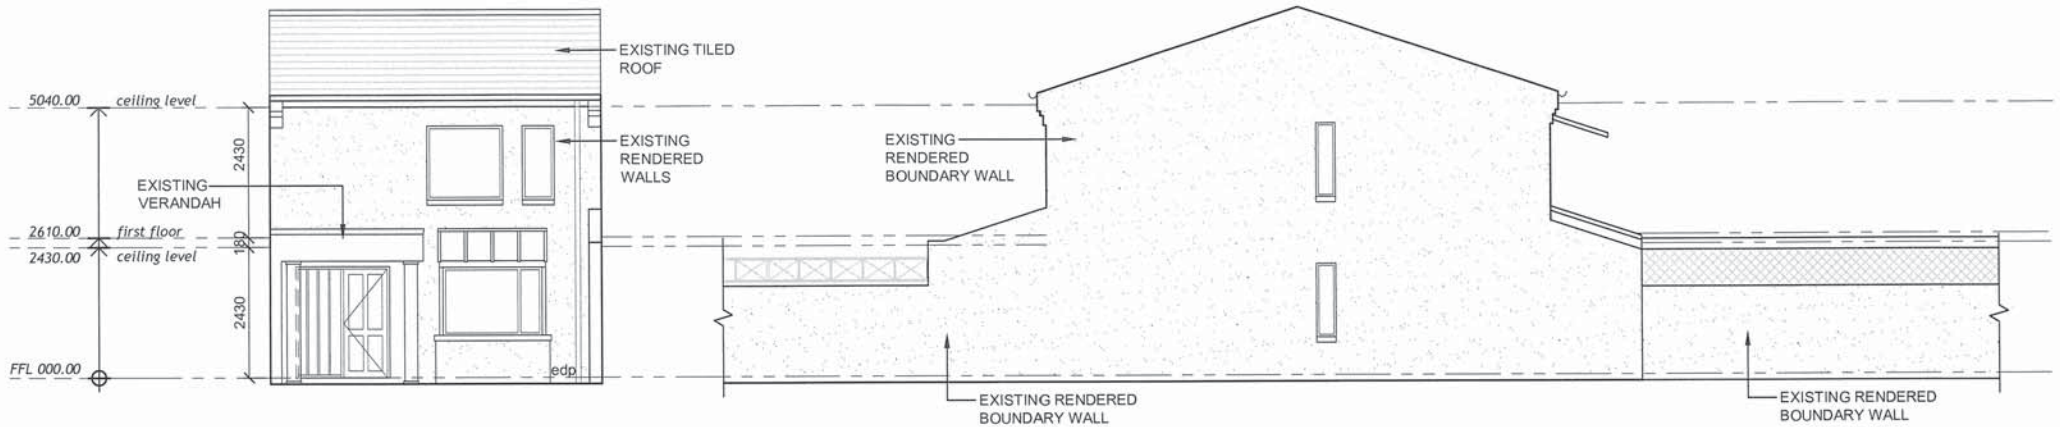 EXISTING TILED
ROOF
5040.00 ceiling level
2430
EXISTING
RENDERED
WALLS
EXISTING
RENDERED
BOUNDARY WALL
EXISTING
VERANDAH
2610.00 first floor
180
2430.00 ceiling level
2430
FFL 000.00
edp
EXISTING RENDERED
BOUNDARY WALL
EXISTING RENDERED
BOUNDARY WALL